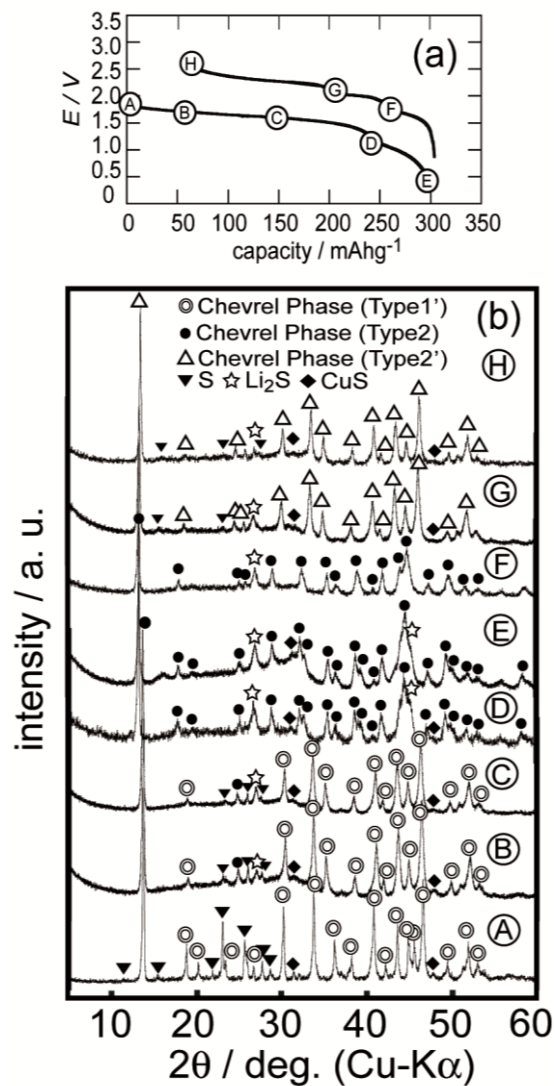 (a)
3.5
3.0
2.5
2.0
1.5
1.0
0.5
0
E / V
H
G
F
A
B
C
D
E
0 50 100 150 200 250 300 350
capacity / mAhg-1
(b)
Chevrel Phase (Type1’)
Chevrel Phase (Type2)
Chevrel Phase (Type2’)
S Li2S CuS
H
G
F
E
D
C
B
A
intensity / a. u.
10 20 30 40 50 60
2θ / deg. (Cu-Kα)